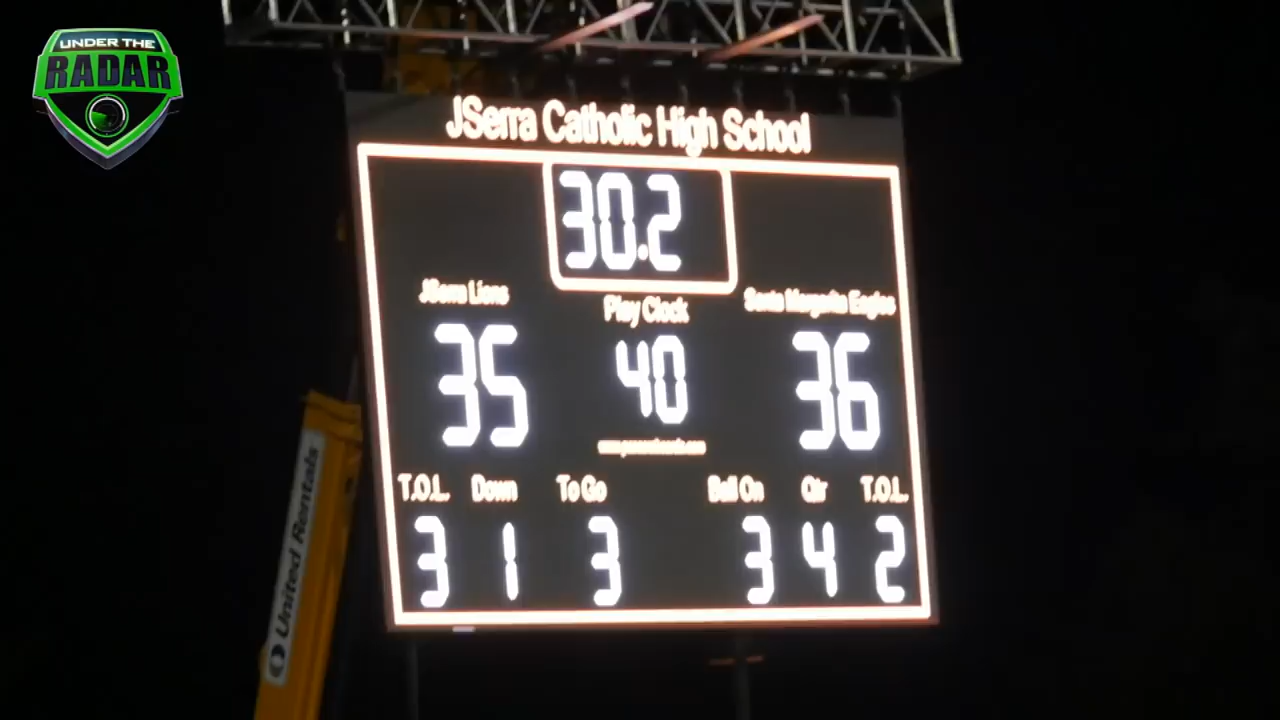 UNDER THE
RADAR
JSerra Catholic High School
30.2
JSerra Lions
Play Clock
Santa Margarita Eagles
35
40
36
T.O.L.
Down
To Go
Ball On
Qtr
T.O.L.
3
1
3
3
4
2
United Rentals